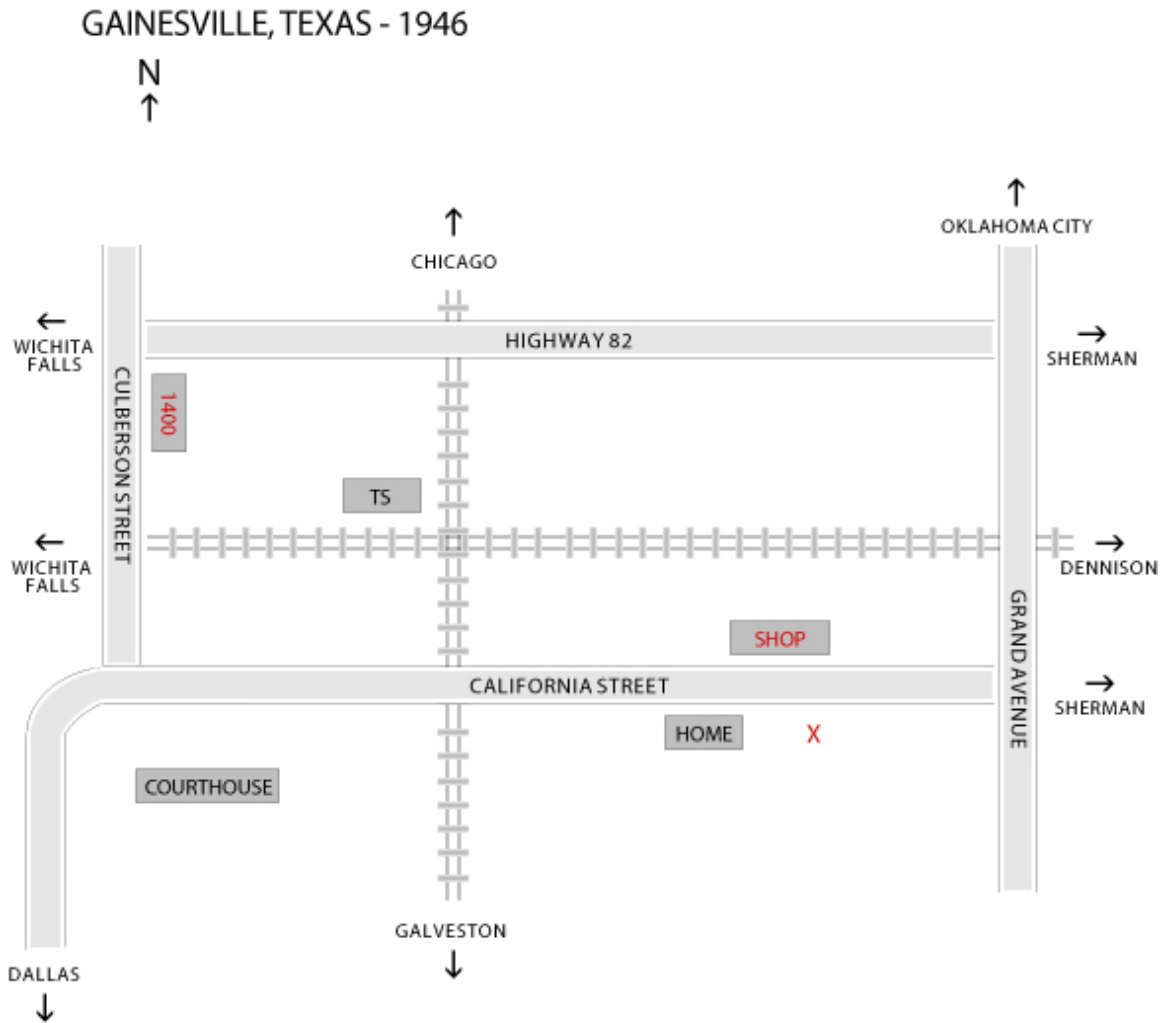 GAINESVILLE, TEXAS - 1946
N
OKLAHOMA CITY
CHICAGO
WICHITA
FALLS
HIGHWAY 82
SHERMAN
CULBERSON STREET
1400
TS
WICHITA
FALLS
DENNISON
GRAND AVENUE
SHOP
CALIFORNIA STREET
SHERMAN
HOME
X
COURTHOUSE
GALVESTON
DALLAS